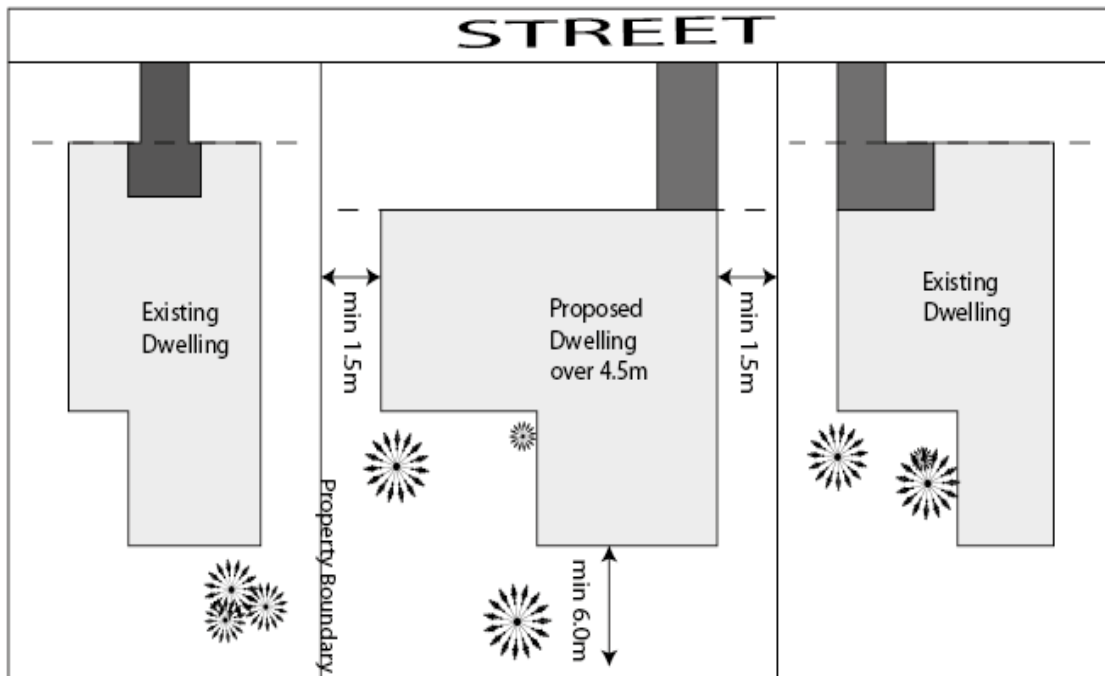 STREET
Existing
Dwelling
min 1.5m
Proposed
Dwelling
over 4.5m
min 1.5m
Existing
Dwelling
Property Boundary
min 6.0m